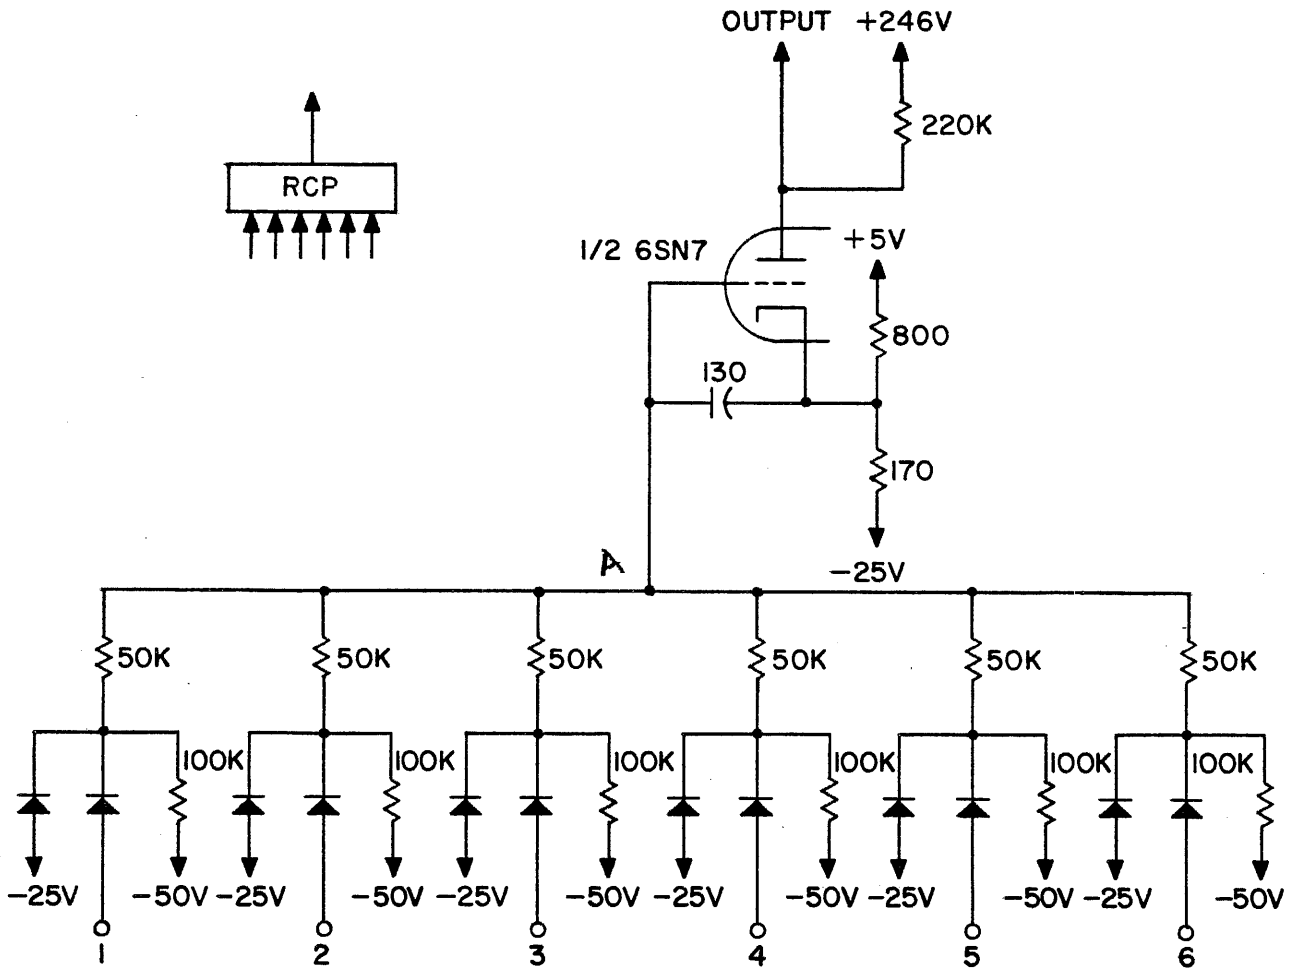 OUTPUT +246V
220K
RCP
1/2 6SN7
+5V
800
130
170
A
-25V
50K 50K 50K 50K 50K 50K
100K 100K 100K 100K 100K 100K
-25V -50V -25V -50V -25V -50V -25V -50V -25V -50V -25V -50V
1 2 3 4 5 6